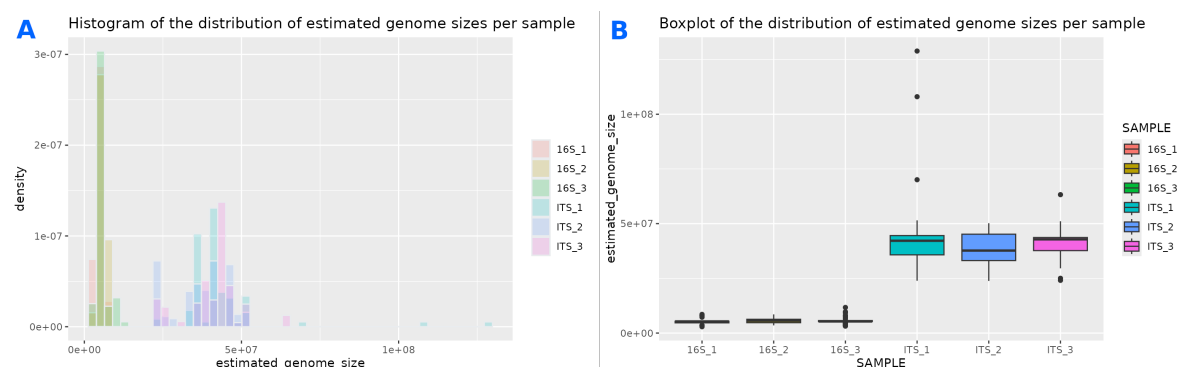 A
Histogram of the distribution of estimated genome sizes per sample
density
3e-07
2e-07
1e-07
0e+00
0e+00 5e+07 1e+08
estimated_genome_size
16S_1
16S_2
16S_3
ITS_1
ITS_2
ITS_3
B
Boxplot of the distribution of estimated genome sizes per sample
estimated_genome_size
1e+08
5e+07
0e+00
16S_1 16S_2 16S_3 ITS_1 ITS_2 ITS_3
SAMPLE
SAMPLE
16S_1
16S_2
16S_3
ITS_1
ITS_2
ITS_3